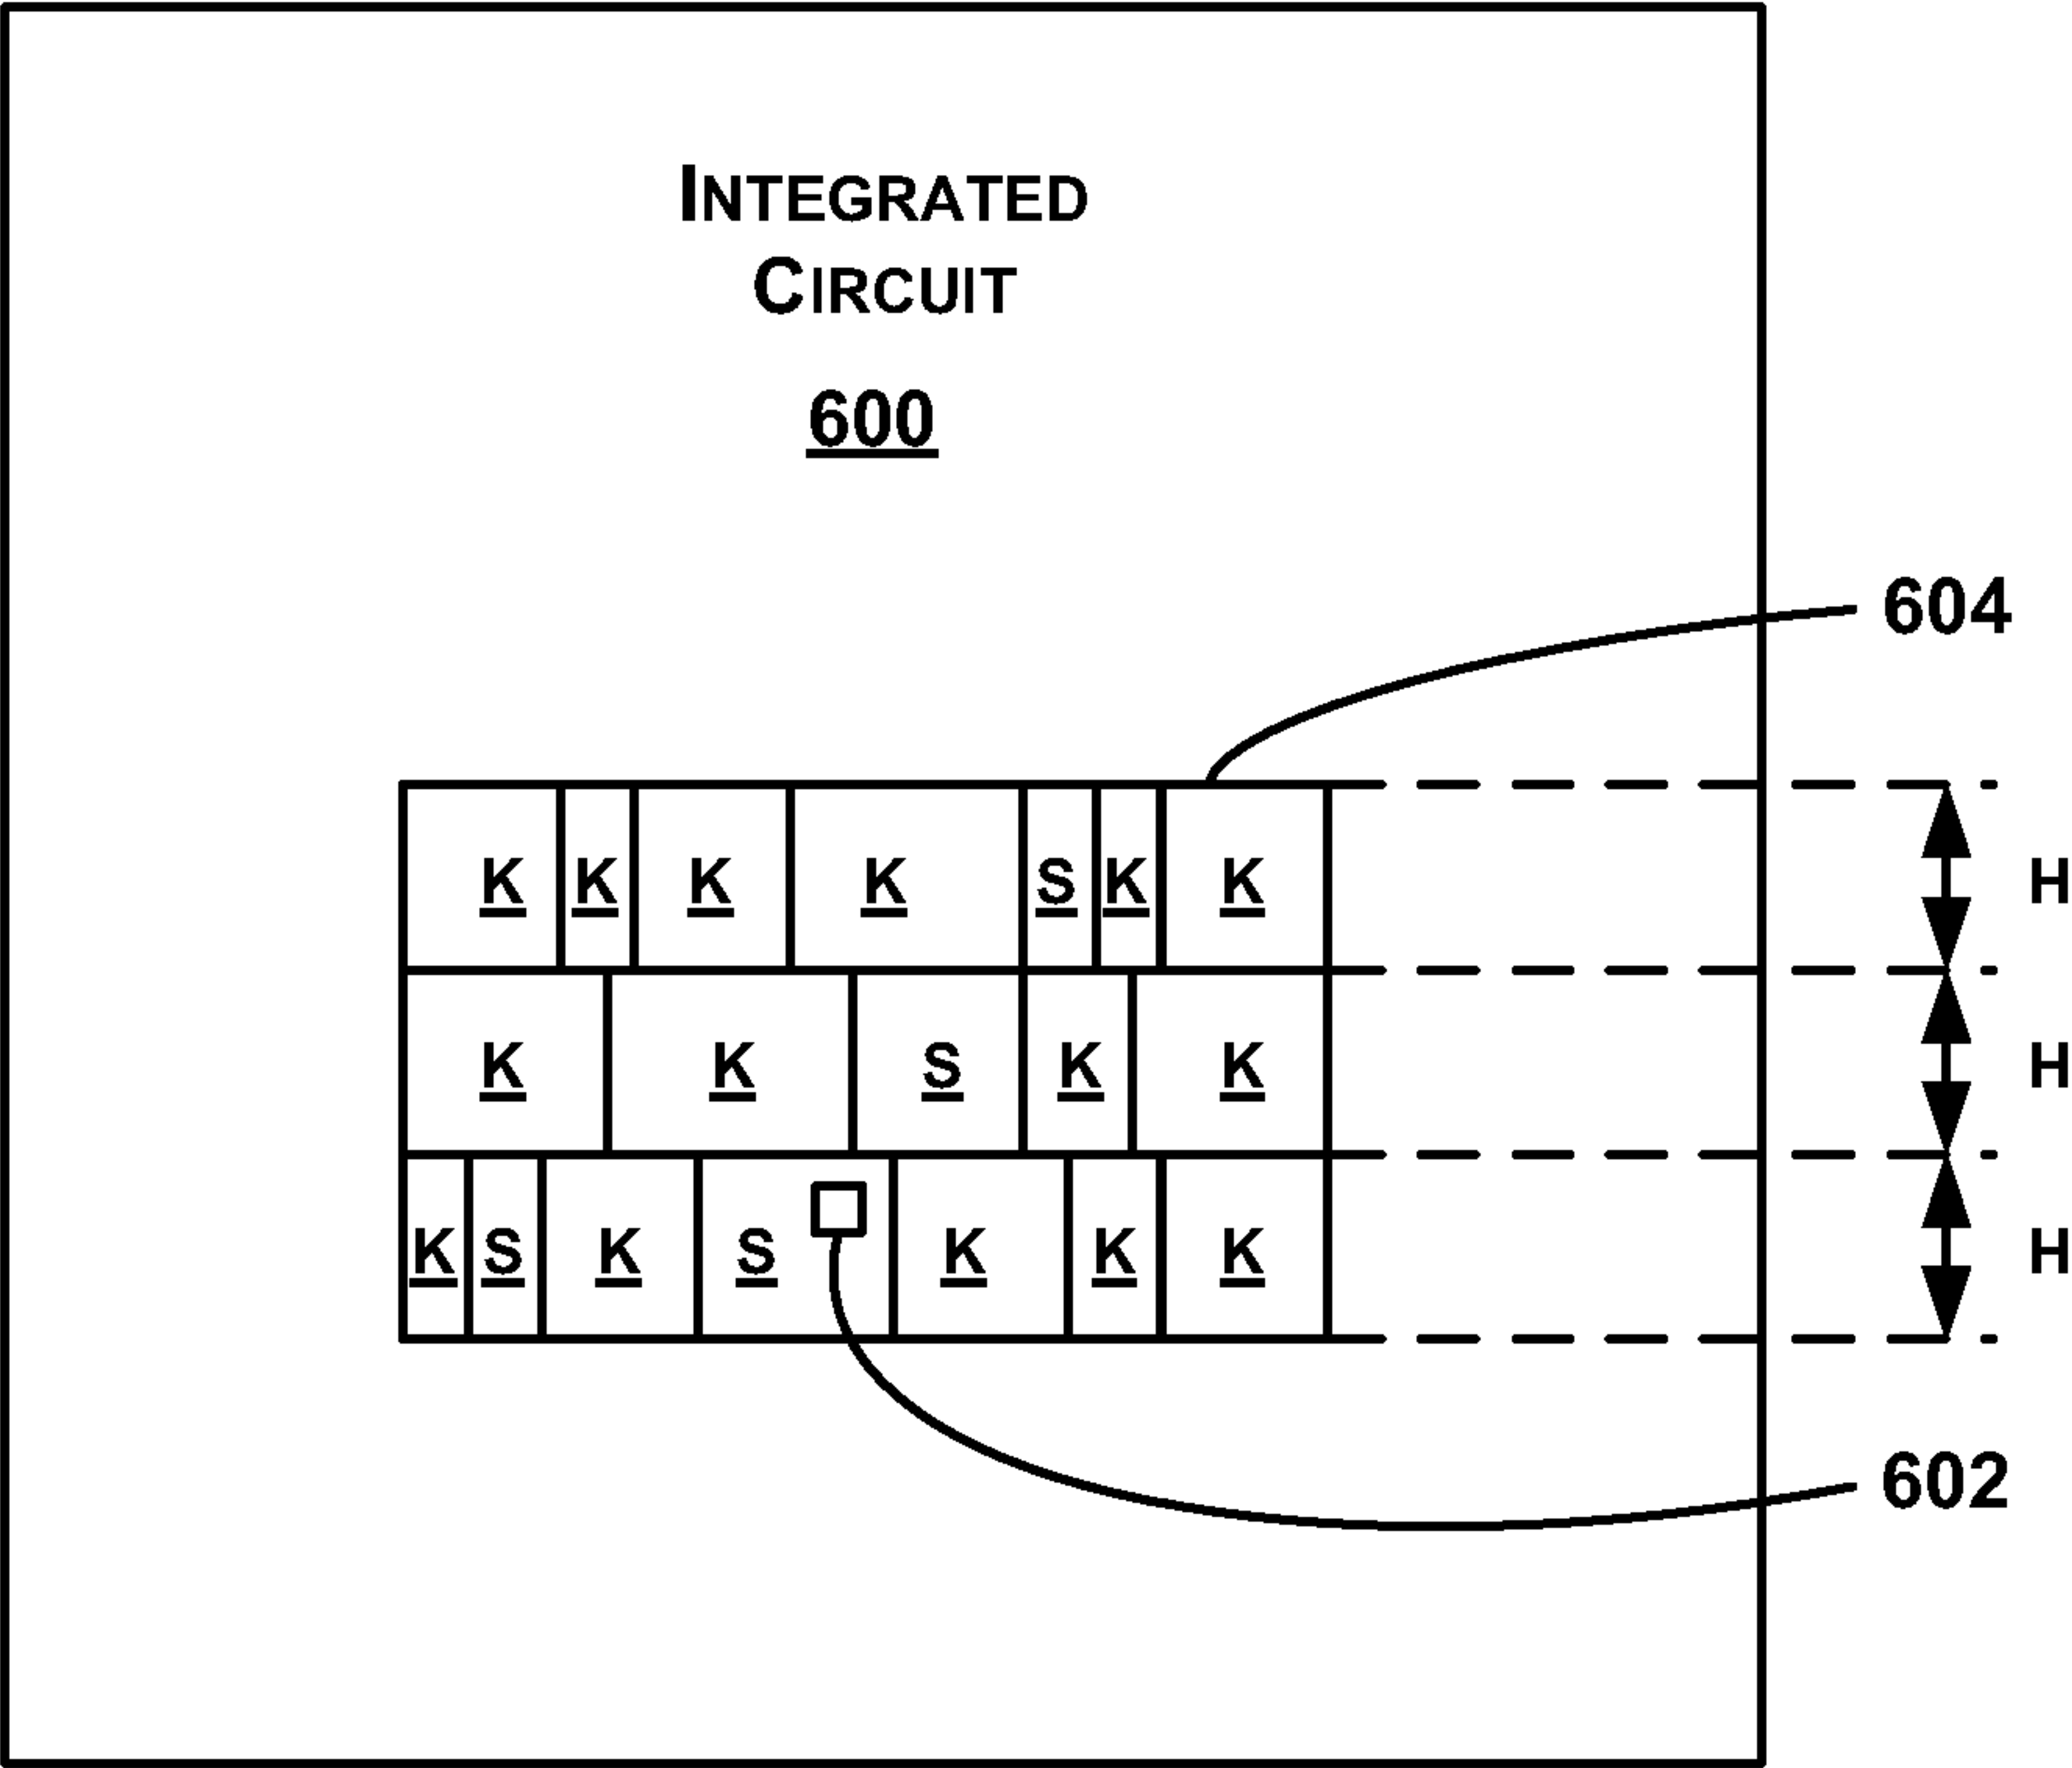 INTEGRATED
CIRCUIT
600
604
K K K K S K K H
K K S K K H
K S K S K K K H
602